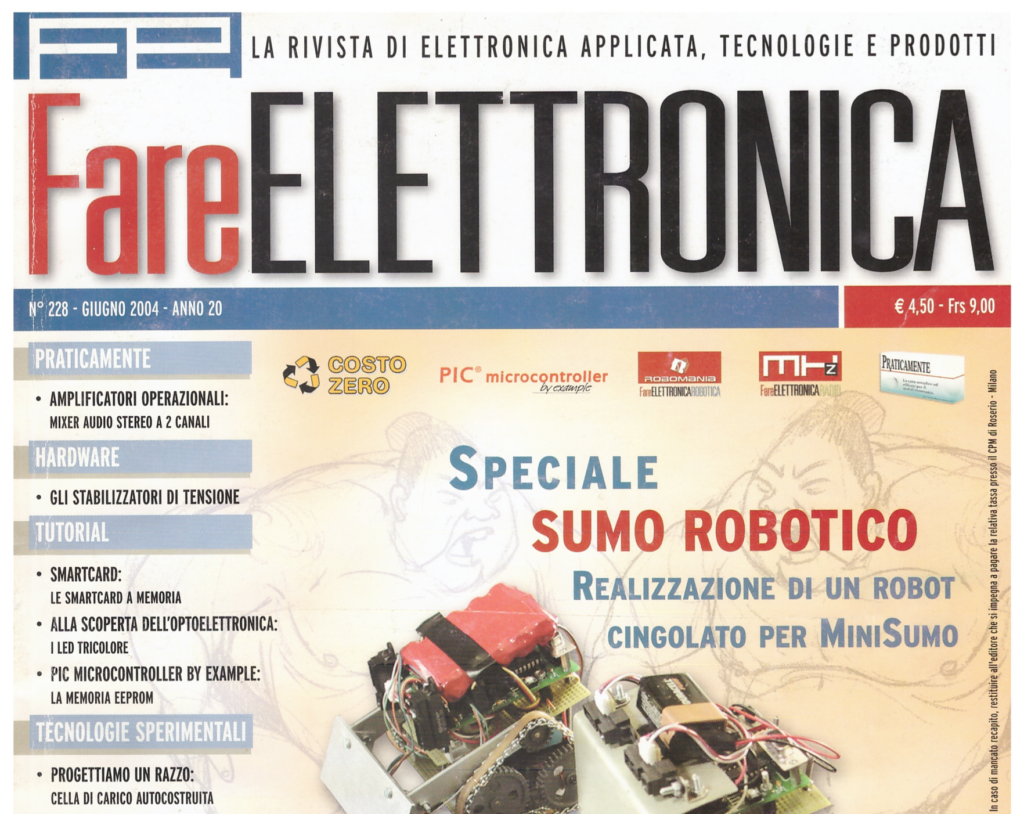 LA RIVISTA DI ELETTRONICA APPLICATA, TECNOLOGIE E PRODOTTI
FareELETTRONICA
N° 228 - GIUGNO 2004 - ANNO 20
€ 4,50 - Frs 9,00
PRATICAMENTE
• AMPLIFICATORI OPERAZIONALI:
MIXER AUDIO STEREO A 2 CANALI
HARDWARE
• GLI STABILIZZATORI DI TENSIONE
TUTORIAL
• SMARTCARD:
LE SMARTCARD A MEMORIA
• ALLA SCOPERTA DELL'OPTOELETTRONICA:
I LED TRICOLORE
• PIC MICROCONTROLLER BY EXAMPLE:
LA MEMORIA EEPROM
TECNOLOGIE SPERIMENTALI
• PROGETTIAMO UN RAZZO:
CELLA DI CARICO AUTOCOSTRUITA
COSTO
ZERO
PIC® microcontroller
by example
ROBOMANIA
FareELETTRONICAROBOTICA
MHz
FareELETTRONICARADIO
PRATICAMENTE
SPECIALE
SUMO ROBOTICO
REALIZZAZIONE DI UN ROBOT
CINGOLATO PER MINISUMO
In caso di mancato recapito, restituire all'editore che si impegna a pagare la relativa tassa presso il CPM di Roserio - Milano